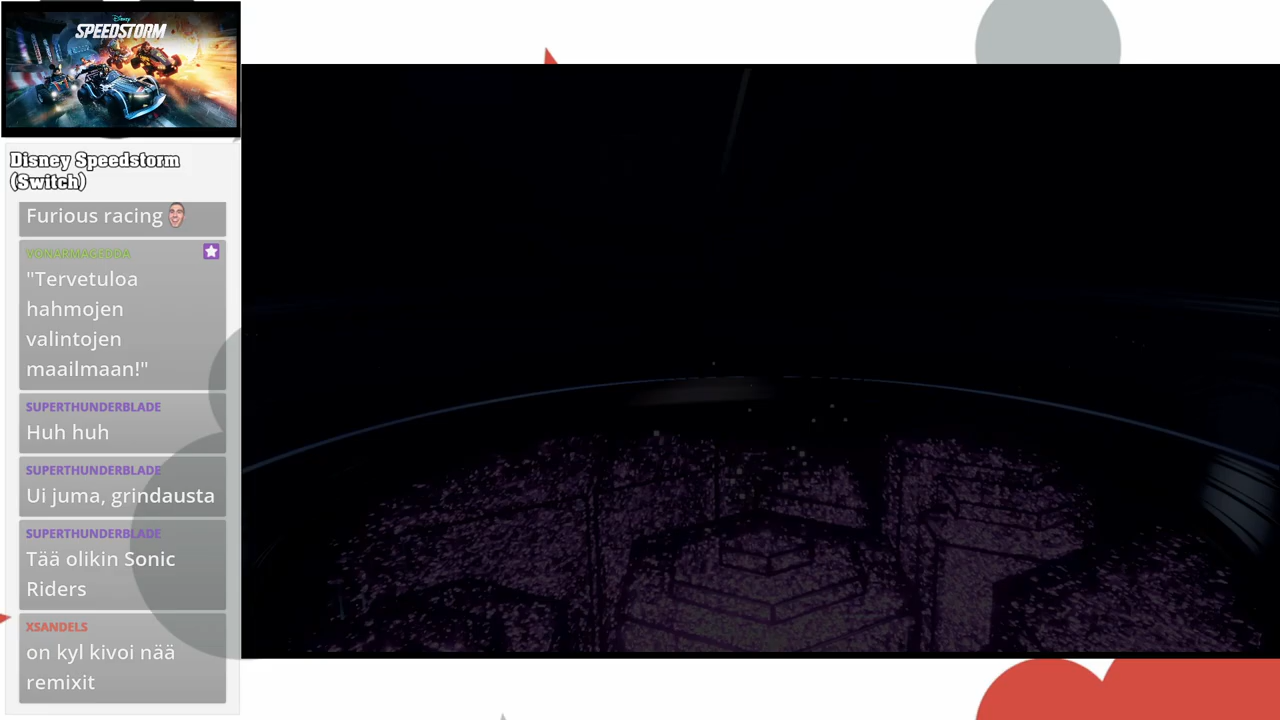 Disney
SPEEDSTORM
Disney Speedstorm
(Switch)
Furious racing
VONARMAGEDDA
"Tervetuloa
hahmojen
valintojen
maailmaan!"
SUPERTHUNDERBLADE
Huh huh
SUPERTHUNDERBLADE
Ui juma, grindausta
SUPERTHUNDERBLADE
Tää olikin Sonic
Riders
XSANDELS
on kyl kivoi nää
remixit